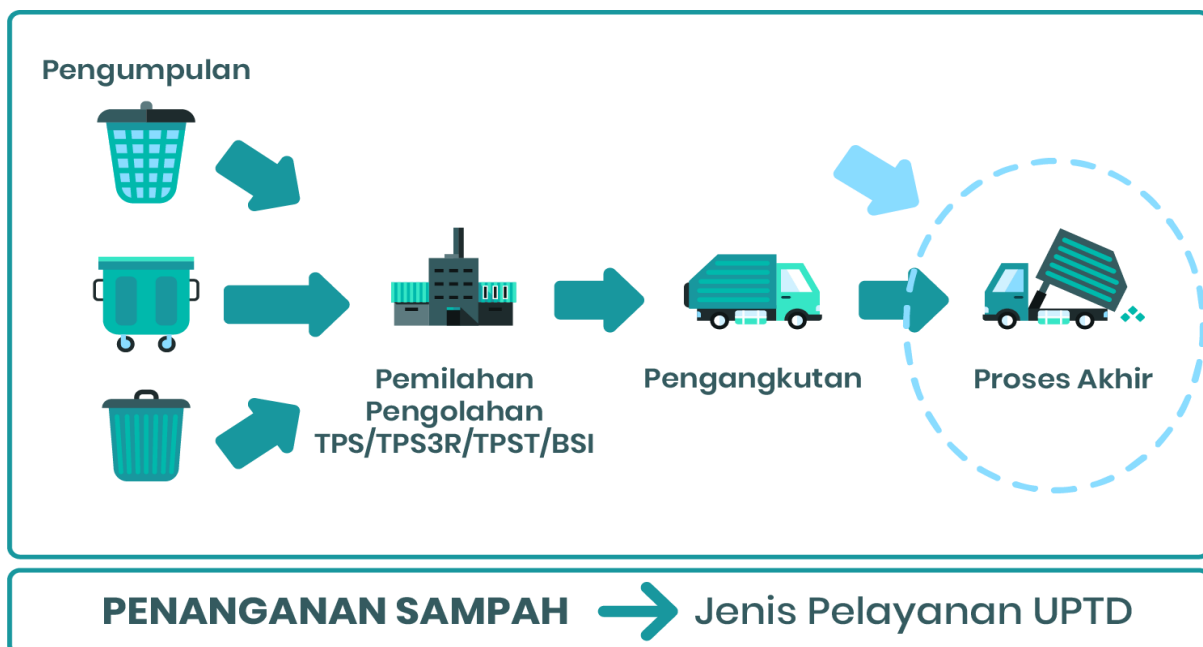 Pengumpulan
Pemilahan
Pengolahan
TPS/TPS3R/TPST/BSI
Pengangkutan
Proses Akhir
PENANGANAN SAMPAH
Jenis Pelayanan UPTD